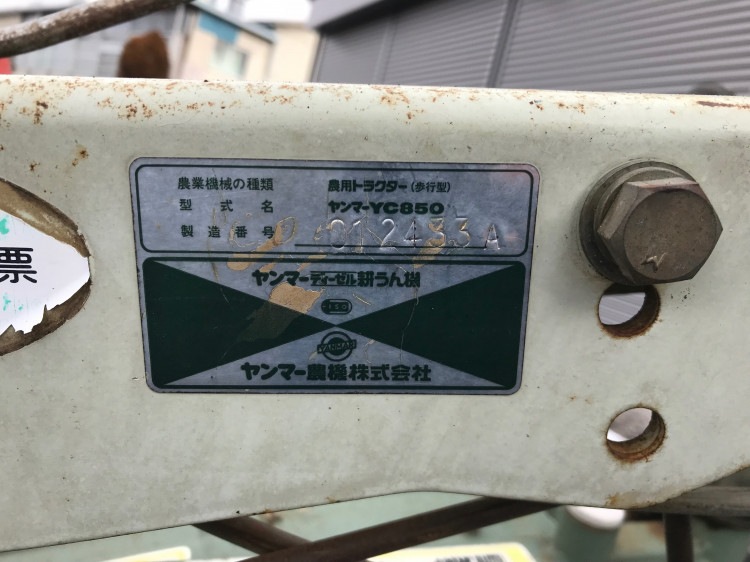 農業機械の種類 農用トラクター(歩行型)
型式名 ヤンマーYC850
製造番号 012433A
ヤンマーディーゼル耕うん機
YANMAR
ヤンマー農機株式会社
票